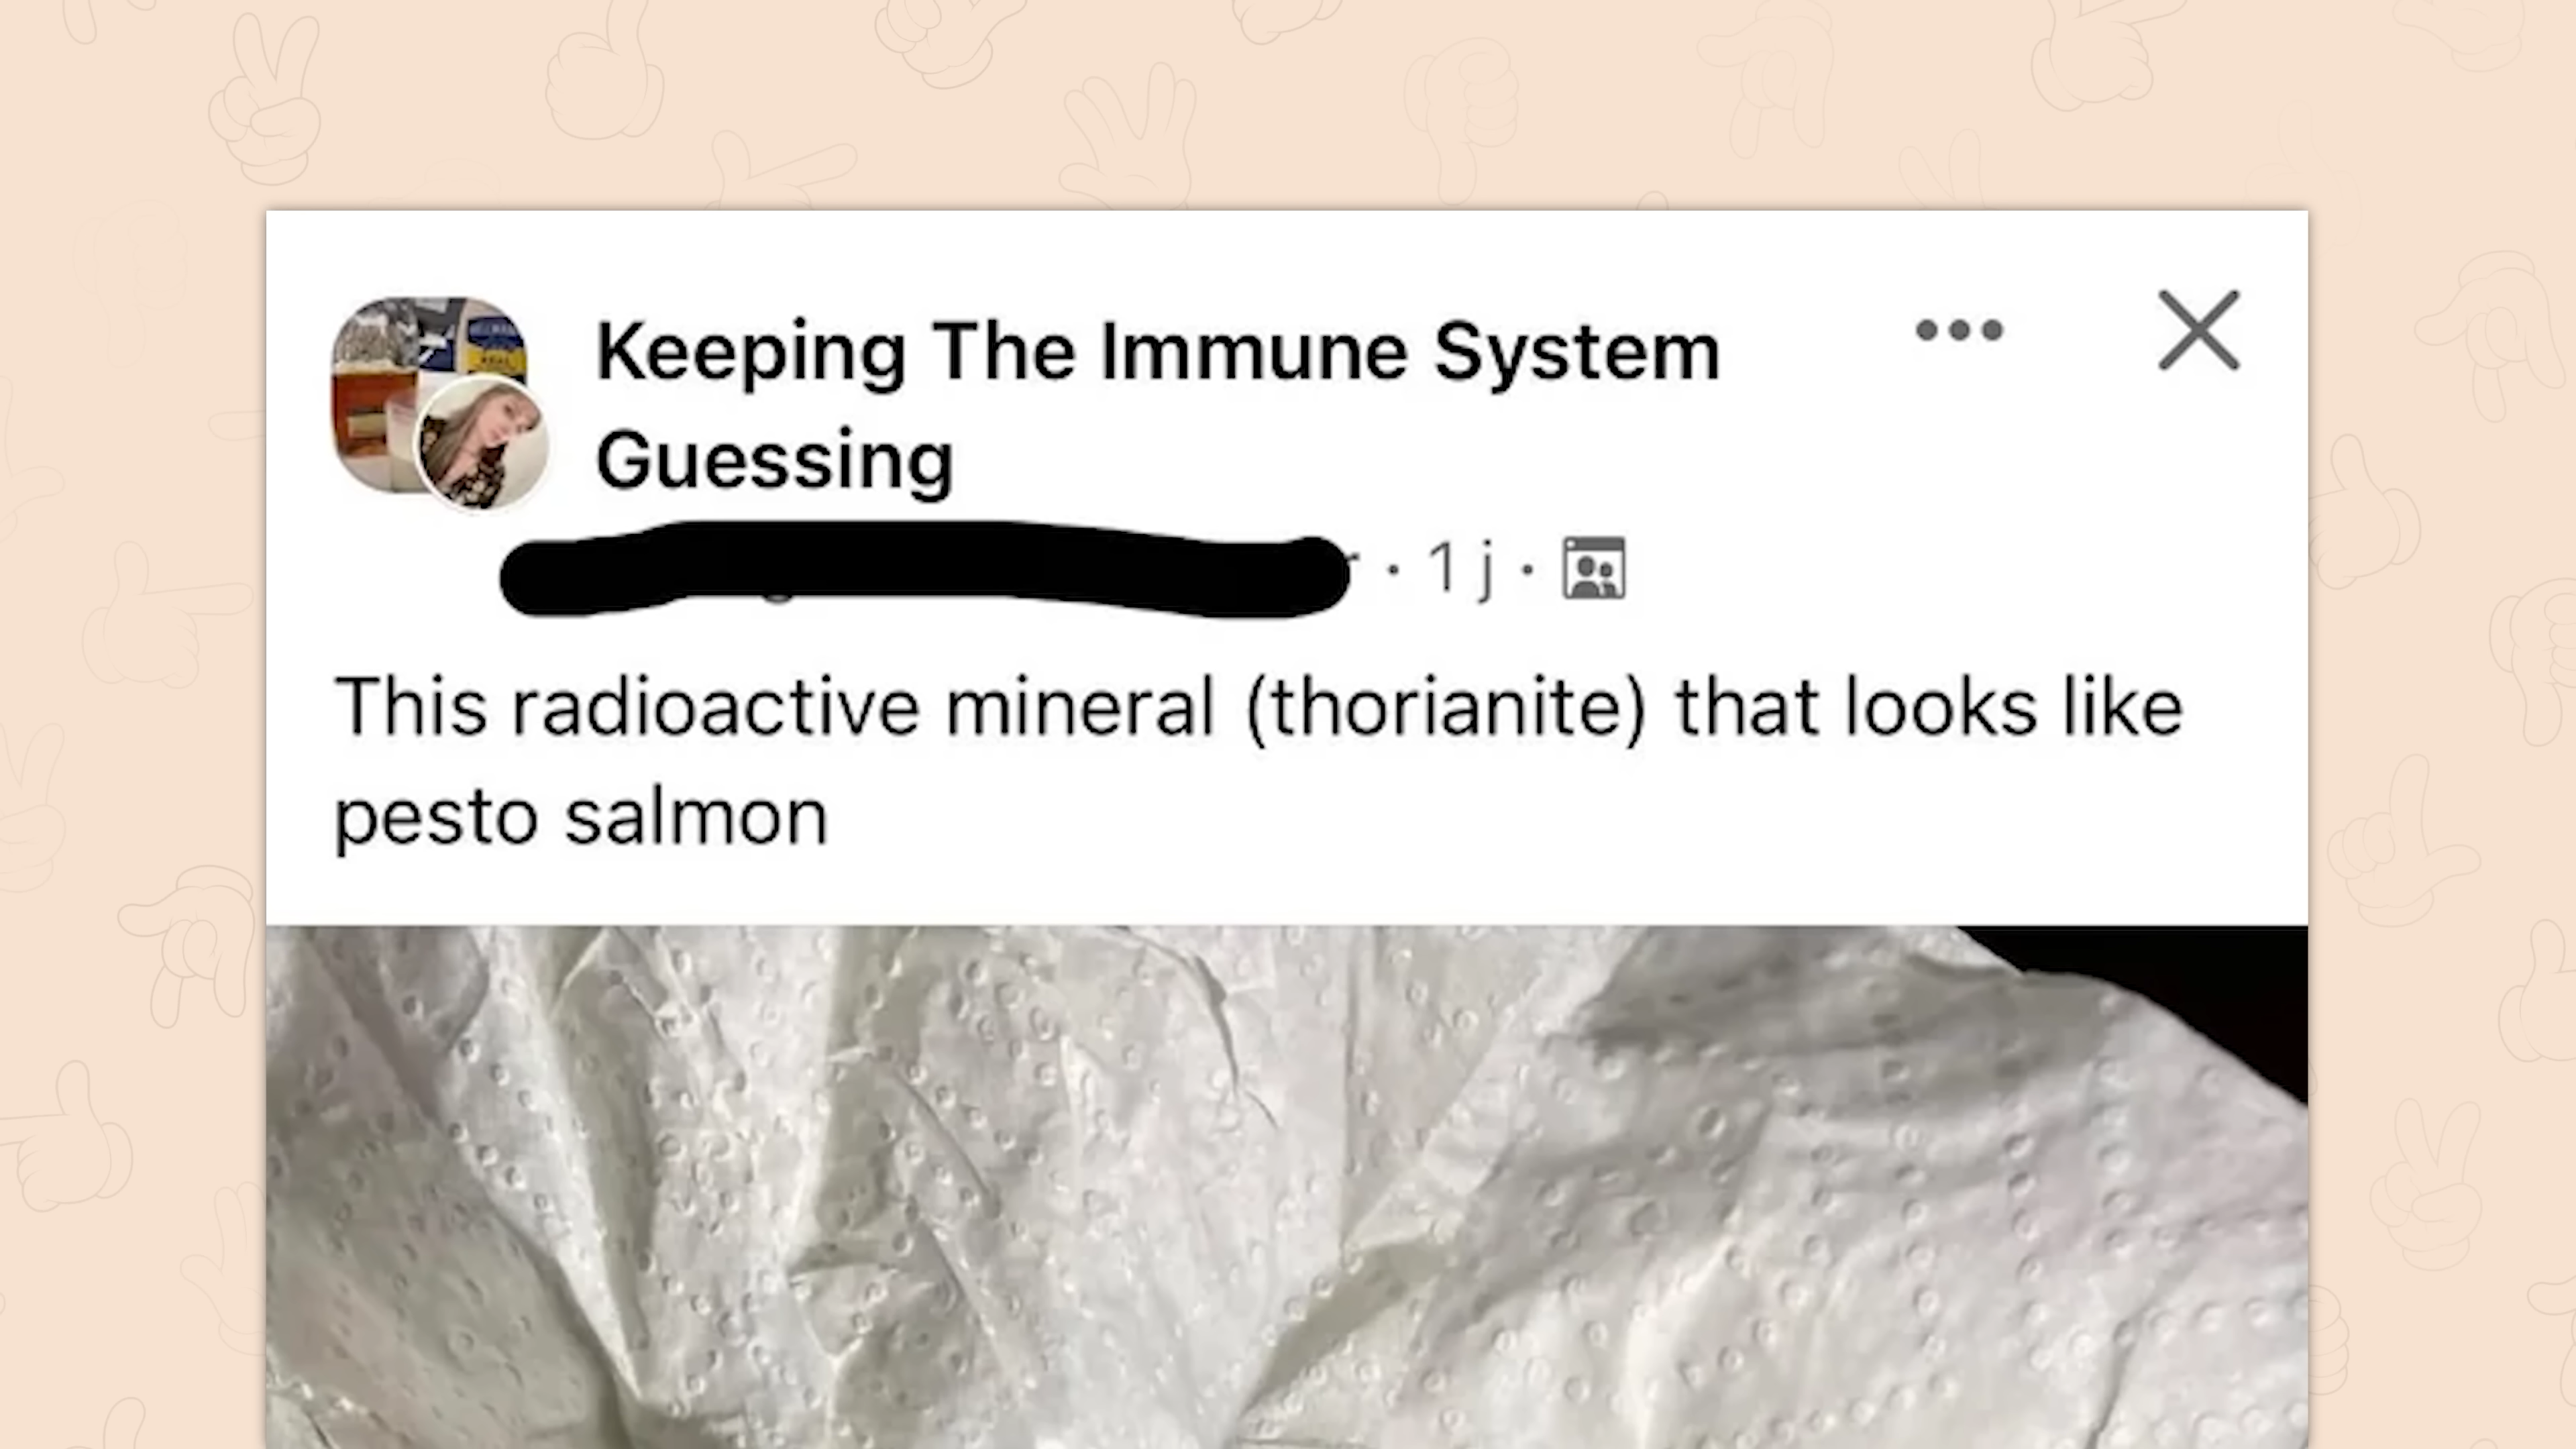 Keeping The Immune System
Guessing
· 1 j ·
This radioactive mineral (thorianite) that looks like
pesto salmon